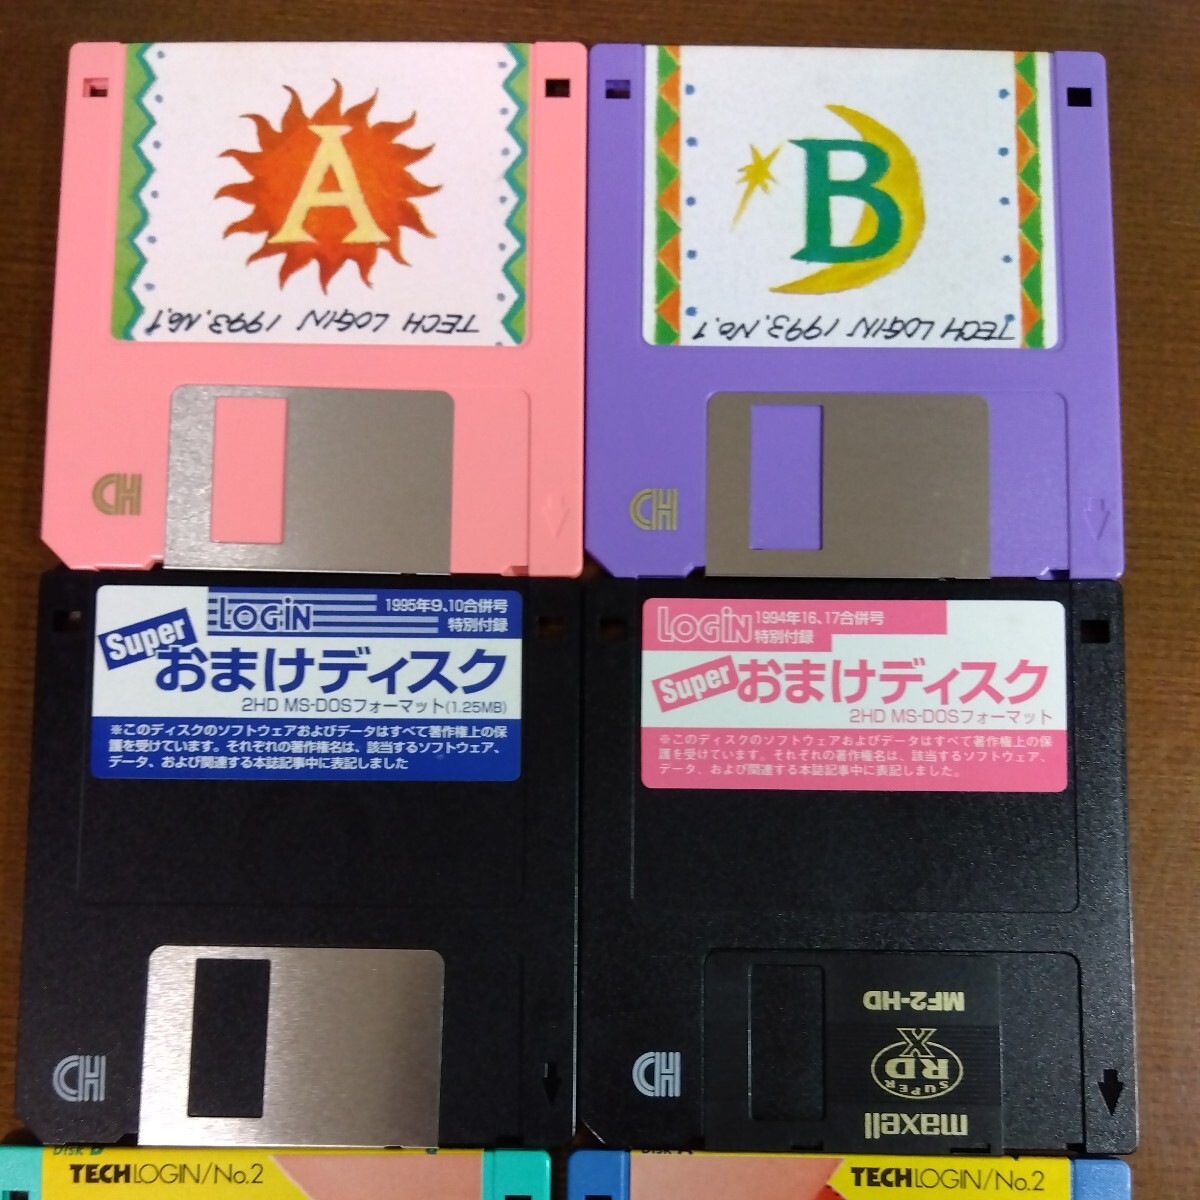 A
TECH LOGIN 1993.No.1
B
TECH LOGIN 1993.No.1
HD
HD
LOGiN
1995年9、10合併号
特別付録
Super
おまけディスク
2HD MS-DOSフォーマット(1.25MB)
※このディスクのソフトウェアおよびデータはすべて著作権上の保
護を受けています。それぞれの著作権名は、該当するソフトウェア、
データ、および関連する本誌記事中に表記しました
LOGiN
1994年16、17合併号
特別付録
Super
おまけディスク
2HD MS-DOSフォーマット
※このディスクのソフトウェアおよびデータはすべて著作権上の保
護を受けています。それぞれの著作権名は、該当するソフトウェア、
データ、および関連する本誌記事中に表記しました。
HD
HD
maxell
SUPER
RD
X
MF2-HD
TECHLOGIN/No.2
Disk A
TECHLOGIN/No.2